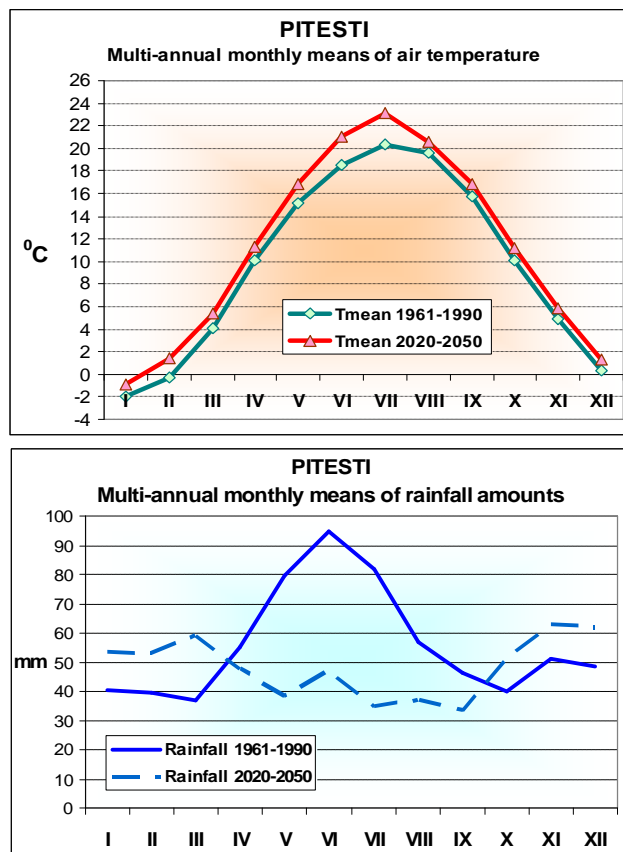 PITESTI
Multi-annual monthly means of air temperature
26
24
22
20
18
16
14
12
10
8
6
4
2
0
-2
-4
⁰C
Tmean 1961-1990
Tmean 2020-2050
I II III IV V VI VII VIII IX X XI XII
PITESTI
Multi-annual monthly means of rainfall amounts
100
90
80
70
60
50
40
30
20
10
0
mm
Rainfall 1961-1990
Rainfall 2020-2050
I II III IV V VI VII VIII IX X XI XII